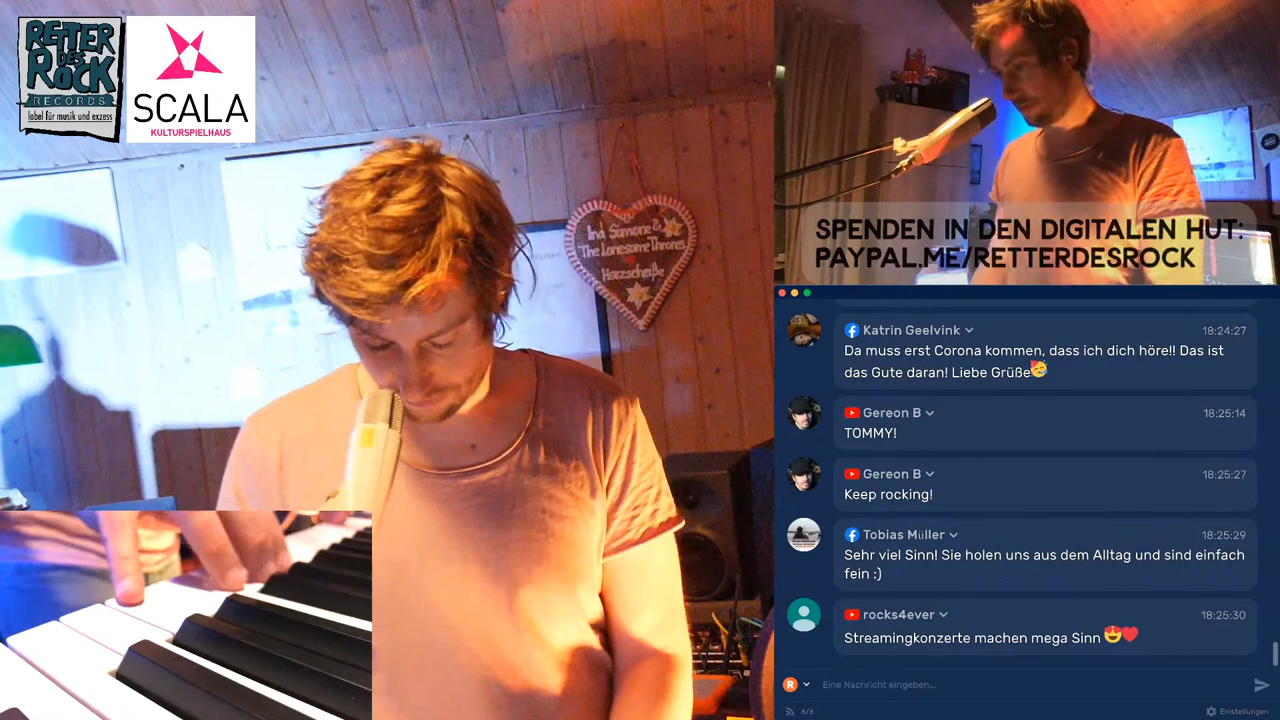 RETTER
DES
ROCK
RECORDS
label für musik und exzess
SCALA
KULTURSPIELHAUS
Ina Simone &
The Lonesome Thrones
Herzscheiße
SPENDEN IN DEN DIGITALEN HUT:
PAYPAL.ME/RETTERDESROCK
Katrin Geelvink 18:24:27
Da muss erst Corona kommen, dass ich dich höre!! Das ist
das Gute daran! Liebe Grüße🥳
Gereon B 18:25:14
TOMMY!
Gereon B 18:25:27
Keep rocking!
Tobias Müller 18:25:29
Sehr viel Sinn! Sie holen uns aus dem Alltag und sind einfach
fein :)
rocks4ever 18:25:30
Streamingkonzerte machen mega Sinn 😍❤️
R
Eine Nachricht eingeben...
6/6
Einstellungen